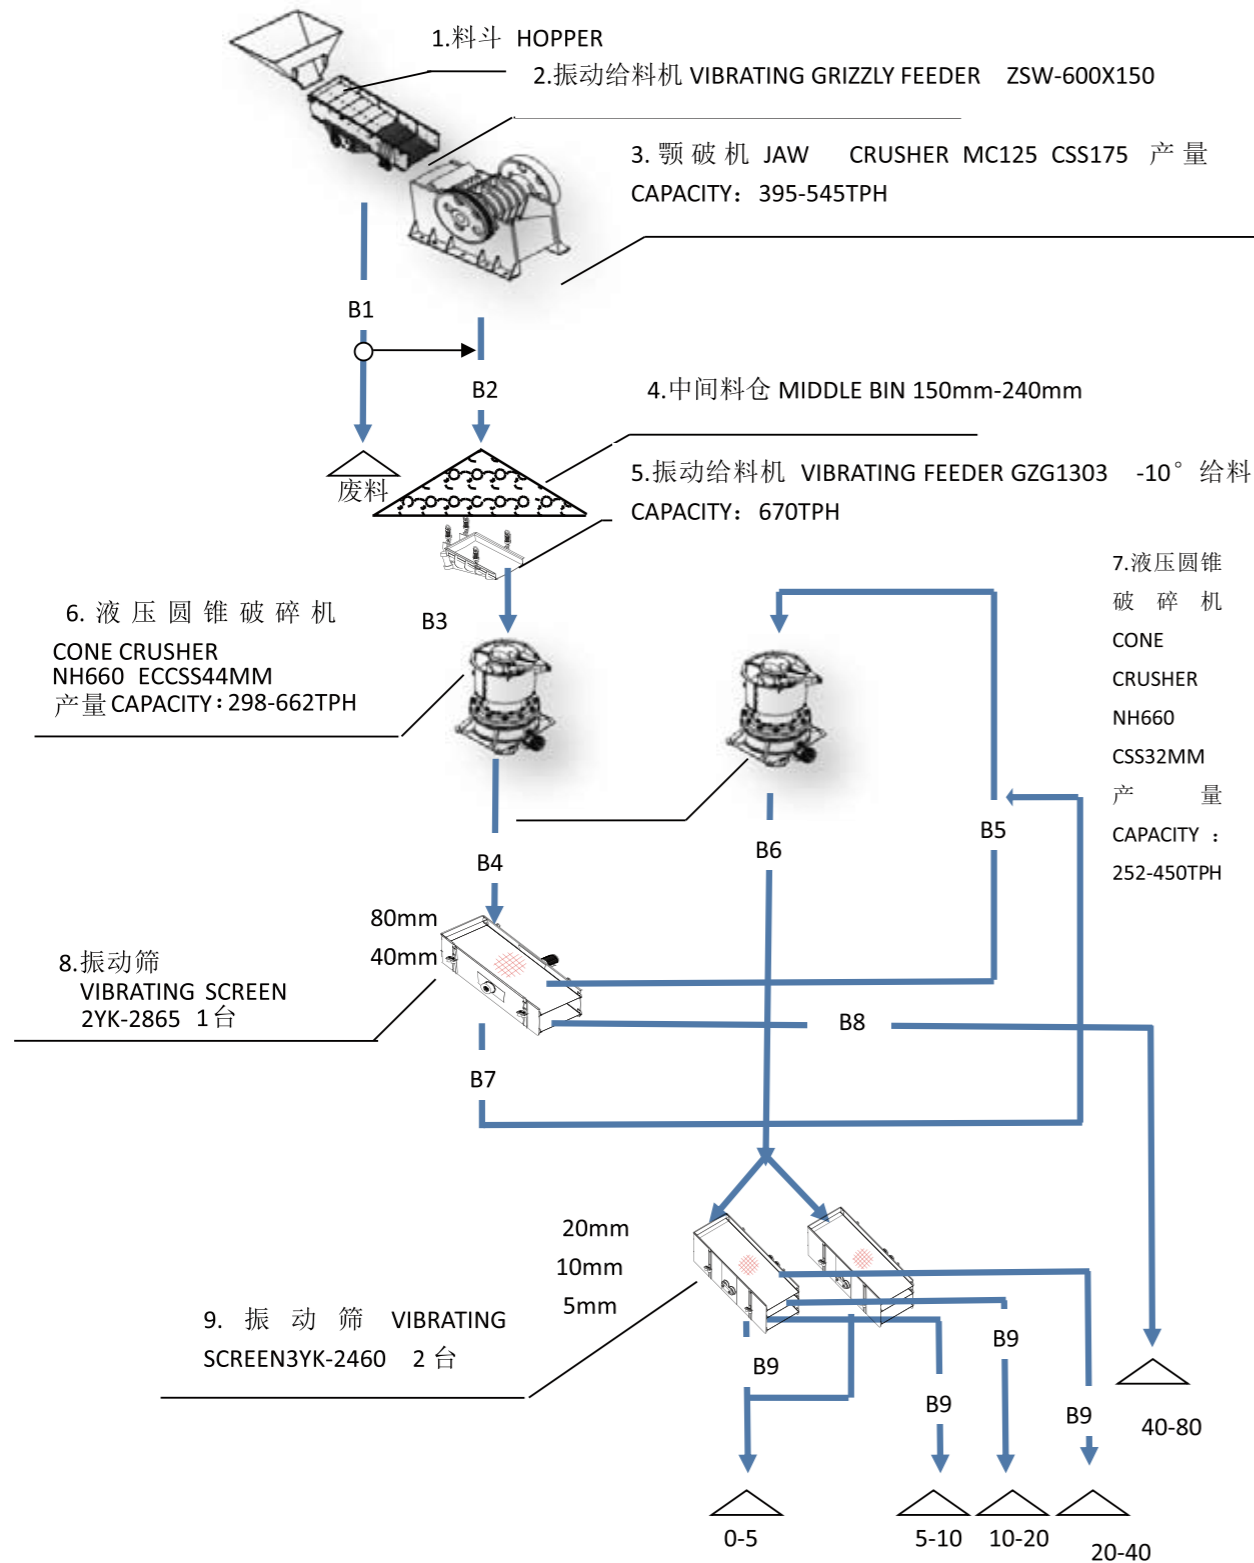 1.料斗 HOPPER
2.振动给料机 VIBRATING GRIZZLY FEEDER ZSW-600X150
3. 颚破机 JAW CRUSHER MC125 CSS175 产量
CAPACITY：395-545TPH
B1
B2
4.中间料仓 MIDDLE BIN 150mm-240mm
废料
5.振动给料机 VIBRATING FEEDER GZG1303 -10°给料
CAPACITY：670TPH
6. 液压圆锥破碎机
CONE CRUSHER
NH660 ECCSS44MM
产量 CAPACITY：298-662TPH
B3
7.液压圆锥
破碎机
CONE
CRUSHER
NH660
CSS32MM
产量
CAPACITY：
252-450TPH
B4
B6
B5
80mm
40mm
8.振动筛
VIBRATING SCREEN
2YK-2865 1台
B8
B7
20mm
10mm
5mm
9. 振动筛 VIBRATING
SCREEN3YK-2460 2 台
B9
B9
B9
B9
40-80
0-5
5-10
10-20
20-40